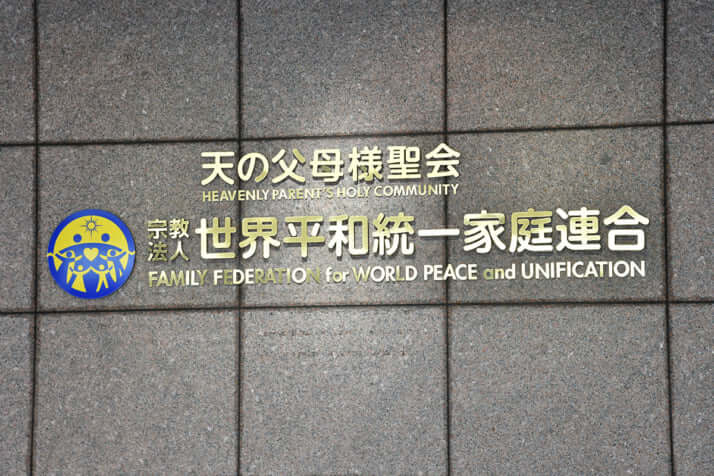 天の父母様聖会
HEAVENLY PARENT'S HOLY COMMUNITY
宗教法人 世界平和統一家庭連合
FAMILY FEDERATION for WORLD PEACE and UNIFICATION